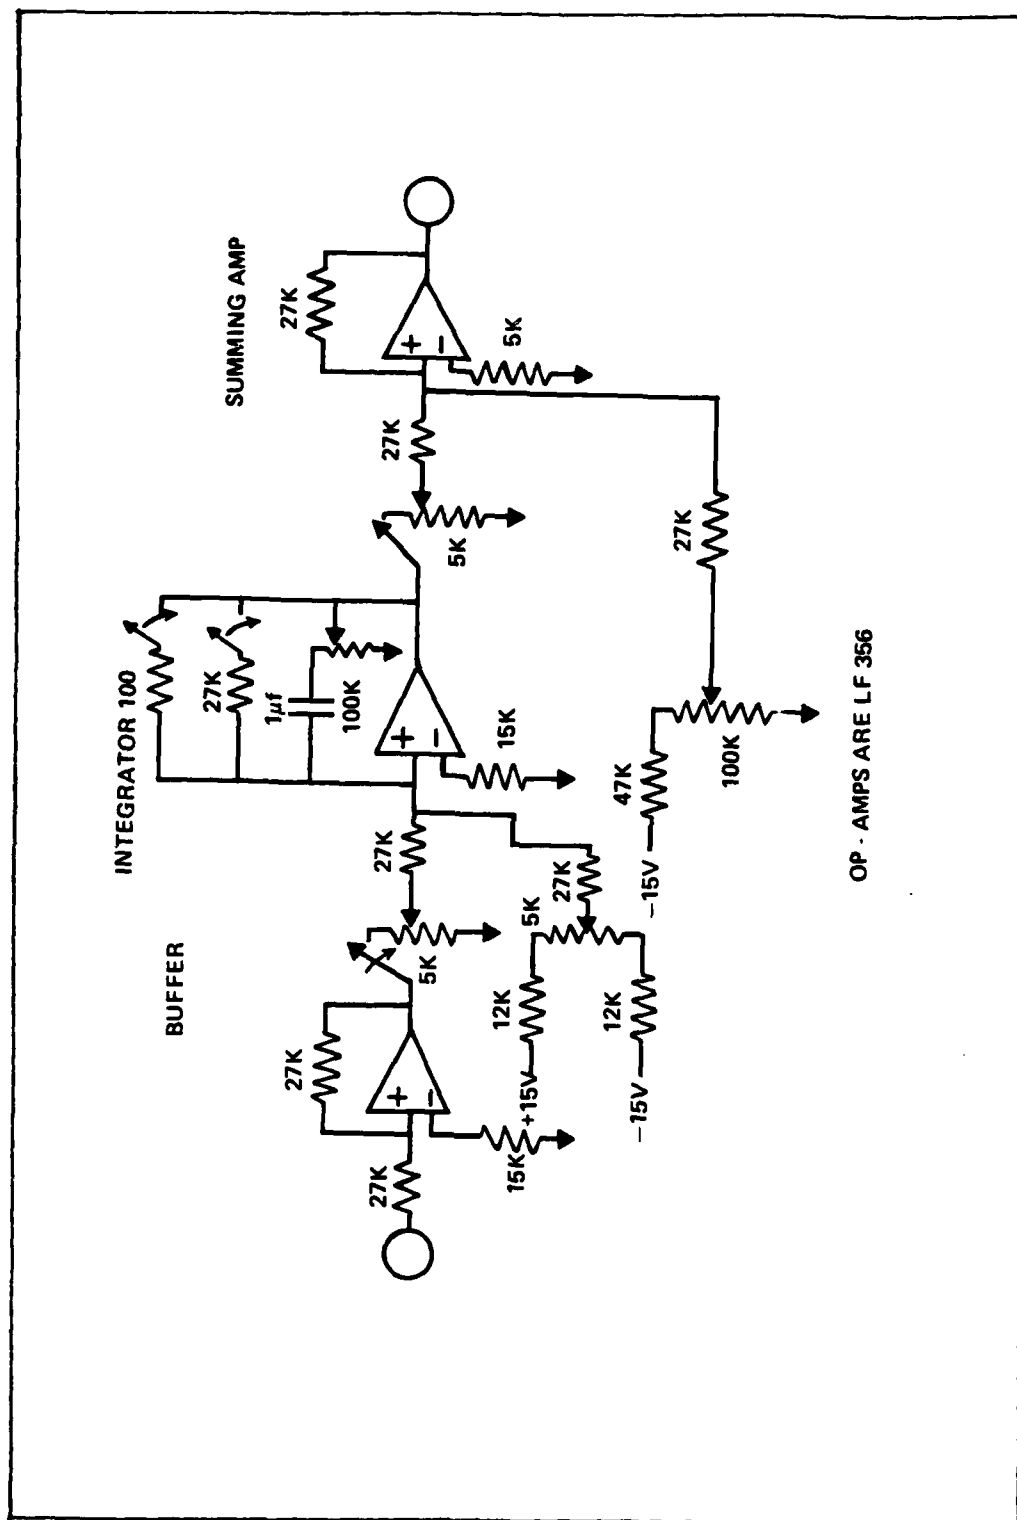 BUFFER
INTEGRATOR 100
SUMMING AMP
27K
27K
+
−
15K
5K
+15V
12K
5K
−15V
12K
27K
27K
27K
1μf
100K
+
−
15K
5K
27K
27K
+
−
5K
−15V
47K
100K
27K
OP - AMPS ARE LF 356